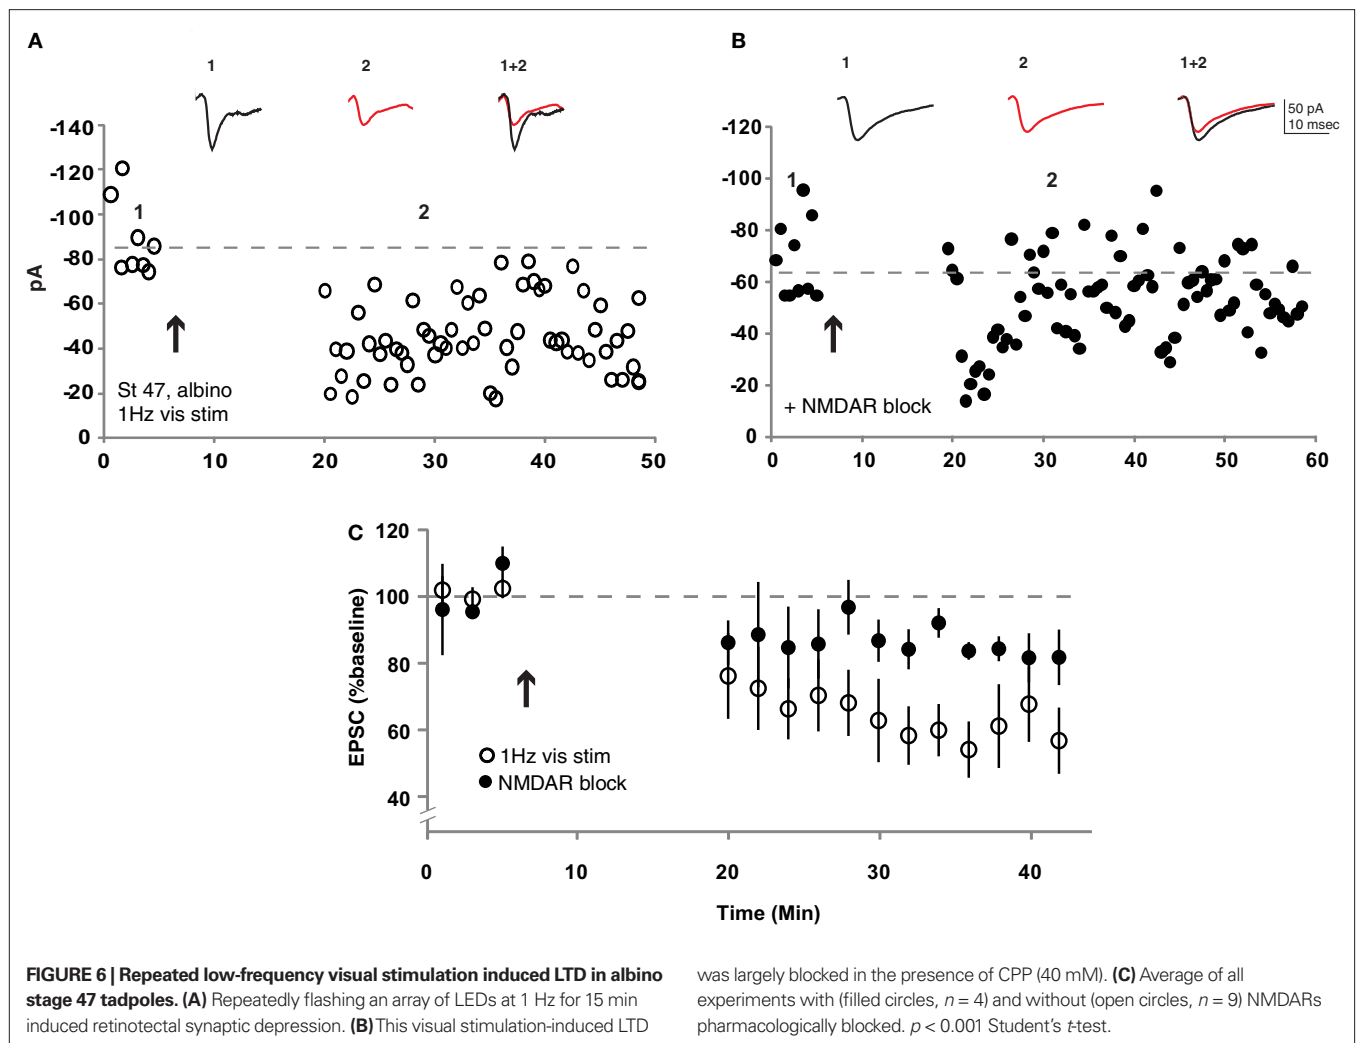 A
1
2
1+2
-140
-120
-100
-80
-60
-40
-20
0
pA
1
2
St 47, albino
1Hz vis stim
0
10
20
30
40
50
B
1
2
1+2
50 pA
10 msec
-120
-100
-80
-60
-40
-20
0
1
2
+ NMDAR block
0
10
20
30
40
50
60
C
120
100
80
60
40
EPSC (%baseline)
1Hz vis stim
NMDAR block
0
10
20
30
40
Time (Min)
FIGURE 6 | Repeated low-frequency visual stimulation induced LTD in albino
stage 47 tadpoles. (A) Repeatedly flashing an array of LEDs at 1 Hz for 15 min
induced retinotectal synaptic depression. (B) This visual stimulation-induced LTD
was largely blocked in the presence of CPP (40 mM). (C) Average of all
experiments with (filled circles, n = 4) and without (open circles, n = 9) NMDARs
pharmacologically blocked. p < 0.001 Student's t-test.